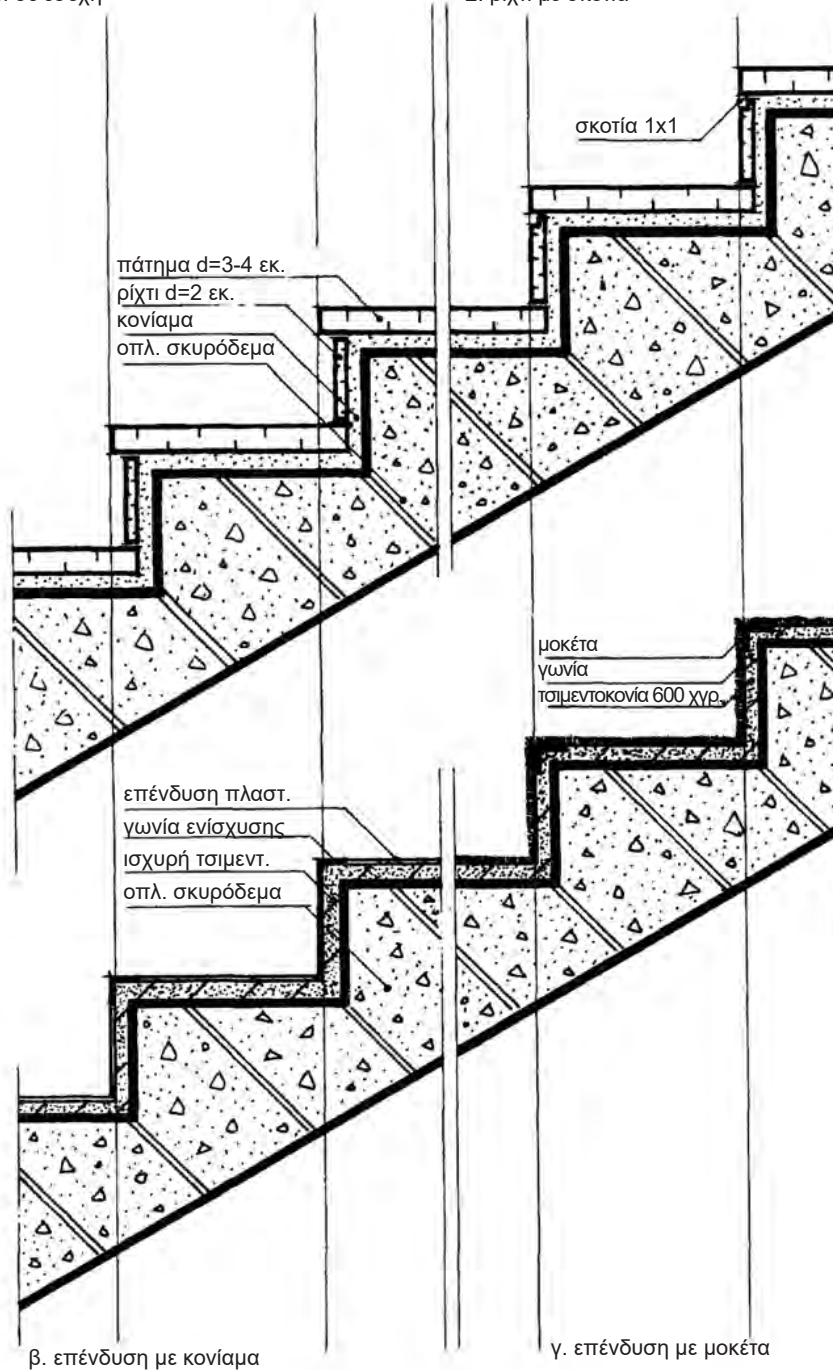 σκοτία 1x1
πάτημα d=3-4 εκ.
ρίχτι d=2 εκ.
κονίαμα
οπλ. σκυρόδεμα
μοκέτα
γωνία
τσιμεντοκονία 600 χγρ.
επένδυση πλαστ.
γωνία ενίσχυσης
ισχυρή τσιμεντ.
οπλ. σκυρόδεμα
β. επένδυση με κονίαμα
γ. επένδυση με μοκέτα